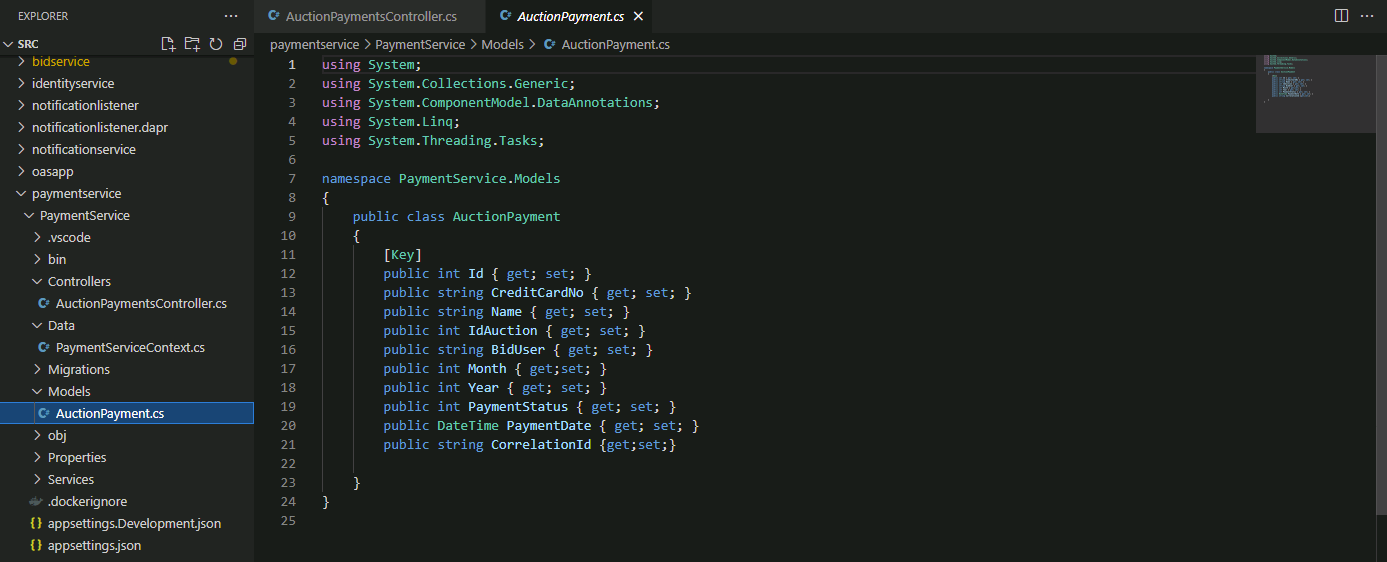 EXPLORER
SRC
bidservice
identityservice
notificationlistener
notificationlistener.dapr
notificationservice
oasapp
paymentservice
PaymentService
.vscode
bin
Controllers
AuctionPaymentsController.cs
Data
PaymentServiceContext.cs
Migrations
Models
AuctionPayment.cs
obj
Properties
Services
.dockerignore
appsettings.Development.json
appsettings.json
AuctionPaymentsController.cs
AuctionPayment.cs
paymentservice > PaymentService > Models > AuctionPayment.cs
1 using System;
2 using System.Collections.Generic;
3 using System.ComponentModel.DataAnnotations;
4 using System.Linq;
5 using System.Threading.Tasks;
6
7 namespace PaymentService.Models
8 {
9 public class AuctionPayment
10 {
11 [Key]
12 public int Id { get; set; }
13 public string CreditCardNo { get; set; }
14 public string Name { get; set; }
15 public int IdAuction { get; set; }
16 public string BidUser { get; set; }
17 public int Month { get;set; }
18 public int Year { get; set; }
19 public int PaymentStatus { get; set; }
20 public DateTime PaymentDate { get; set; }
21 public string CorrelationId {get;set;}
22
23 }
24 }
25